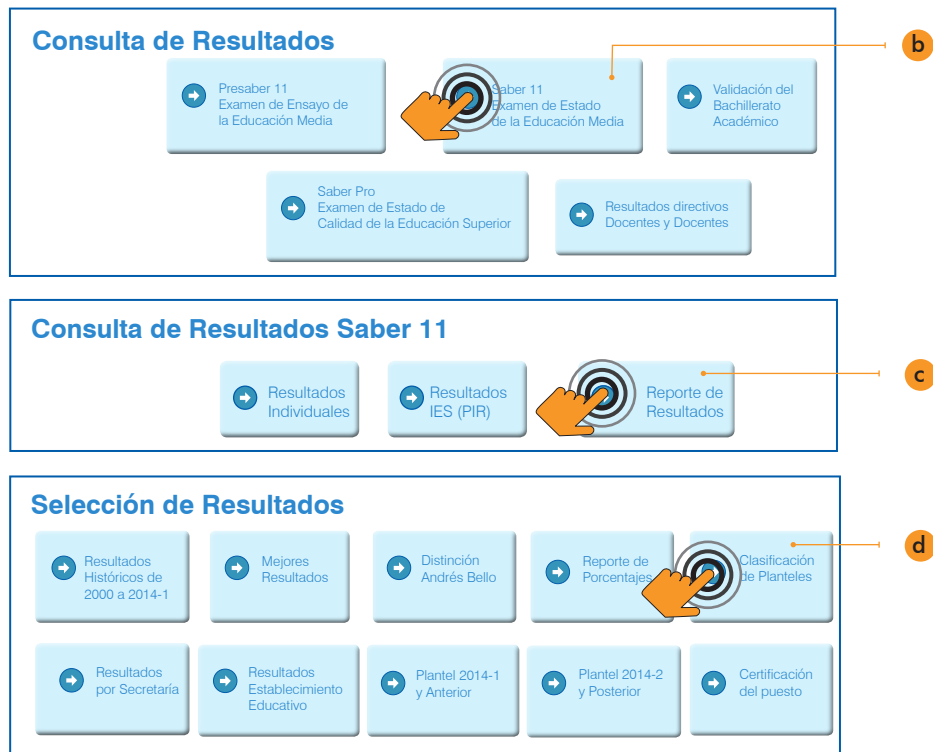 Consulta de Resultados
b
Presaber 11
Examen de Ensayo de
la Educación Media
Saber 11
Examen de Estado
de la Educación Media
Validación del
Bachillerato
Académico
Saber Pro
Examen de Estado de
Calidad de la Educación Superior
Resultados directivos
Docentes y Docentes
Consulta de Resultados Saber 11
c
Resultados
Individuales
Resultados
IES (PIR)
Reporte de
Resultados
Selección de Resultados
d
Resultados
Históricos de
2000 a 2014-1
Mejores
Resultados
Distinción
Andrés Bello
Reporte de
Porcentajes
Clasificación
de Planteles
Resultados
por Secretaría
Resultados
Establecimiento
Educativo
Plantel 2014-1
y Anterior
Plantel 2014-2
y Posterior
Certificación
del puesto